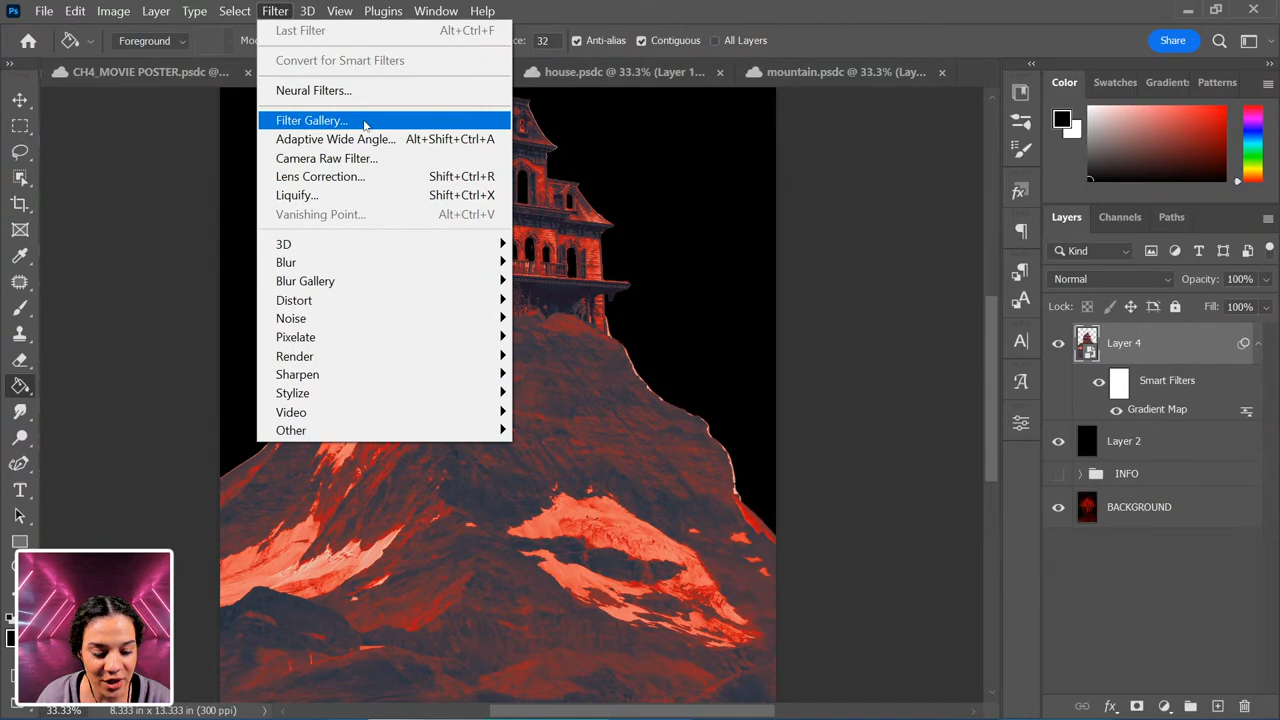 Ps File Edit Image Layer Type Select Filter 3D View Plugins Window Help
Foreground
32 Anti-alias Contiguous All Layers
Share
CH4_MOVIE POSTER.psdc @...
house.psdc @ 33.3% (Layer 1...
mountain.psdc @ 33.3% (Lay...
Last Filter Alt+Ctrl+F
Convert for Smart Filters
Neural Filters...
Filter Gallery...
Adaptive Wide Angle... Alt+Shift+Ctrl+A
Camera Raw Filter...
Lens Correction... Shift+Ctrl+R
Liquify... Shift+Ctrl+X
Vanishing Point... Alt+Ctrl+V
3D
Blur
Blur Gallery
Distort
Noise
Pixelate
Render
Sharpen
Stylize
Video
Other
Color Swatches Gradient Patterns
Layers Channels Paths
Kind
Normal Opacity: 100%
Lock: Fill: 100%
Layer 4
Smart Filters
Gradient Map
Layer 2
INFO
BACKGROUND
33.33% 8.333 in x 13.333 in (300 ppi)